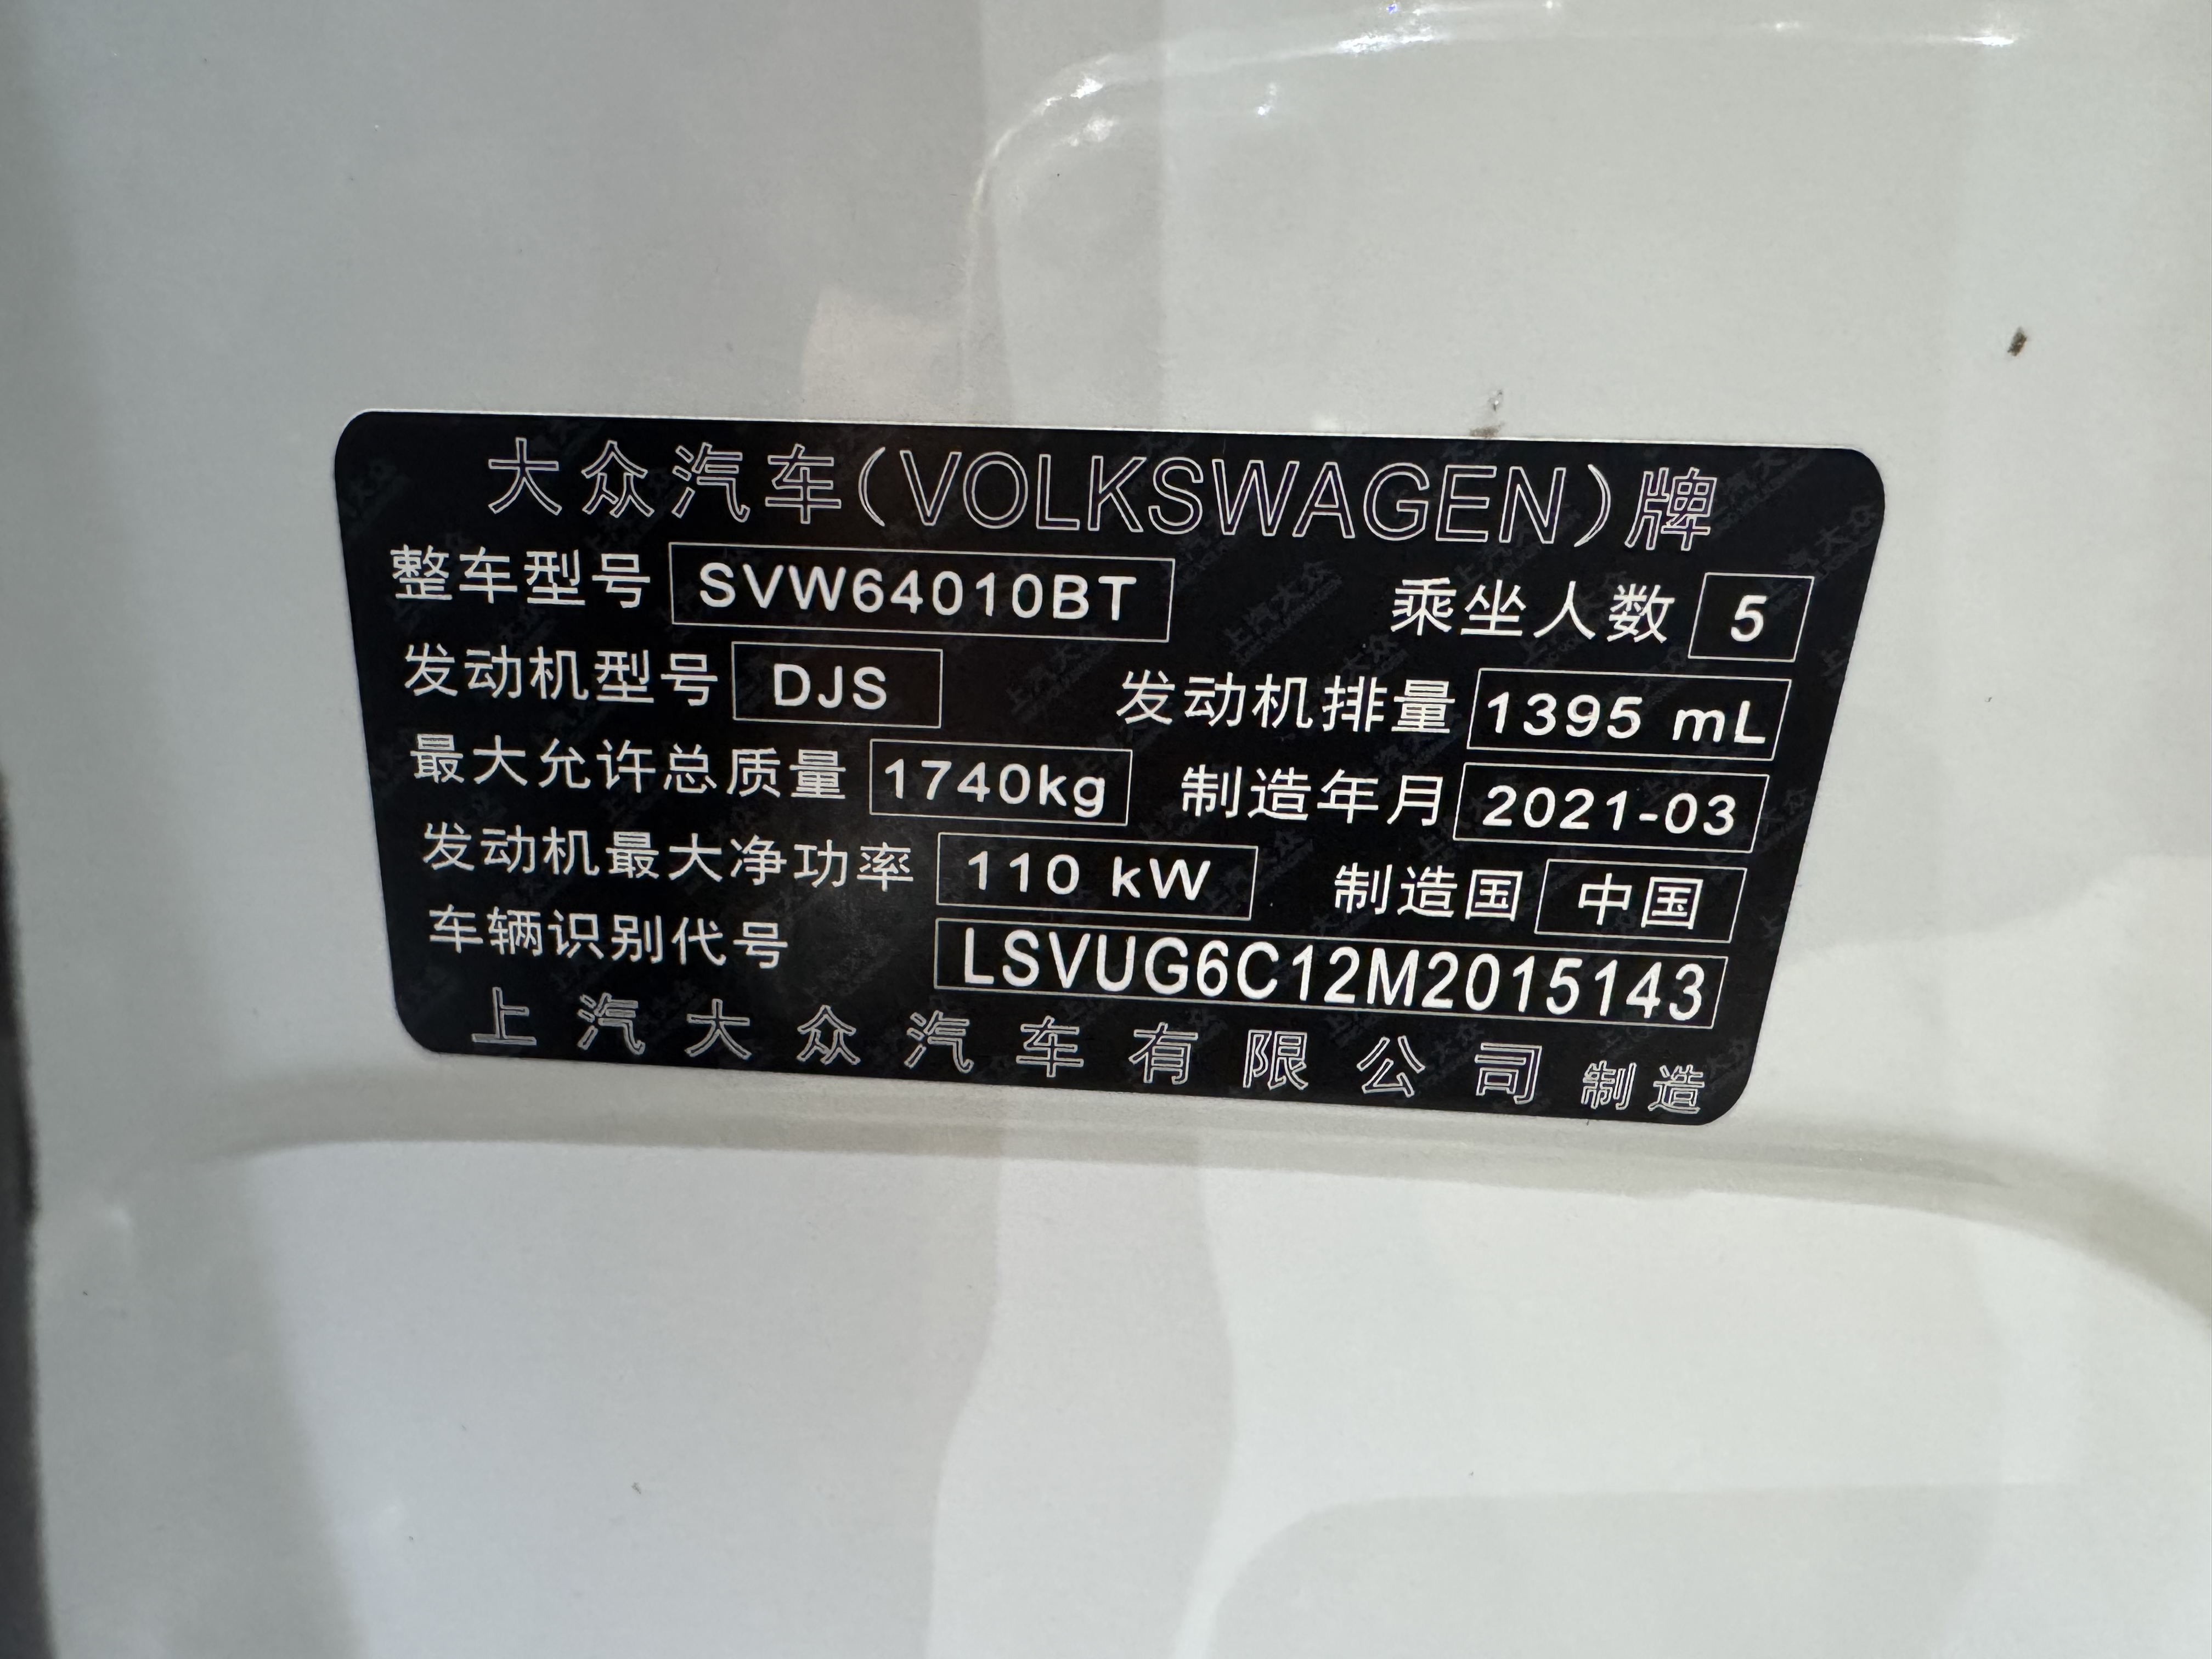 大众汽车(VOLKSWAGEN)牌
整车型号 SVW64010BT 乘坐人数 5
发动机型号 DJS 发动机排量 1395 mL
最大允许总质量 1740kg 制造年月 2021-03
发动机最大净功率 110 kW 制造国 中国
车辆识别代号 LSVUG6C12M2015143
上汽大众汽车有限公司 制造